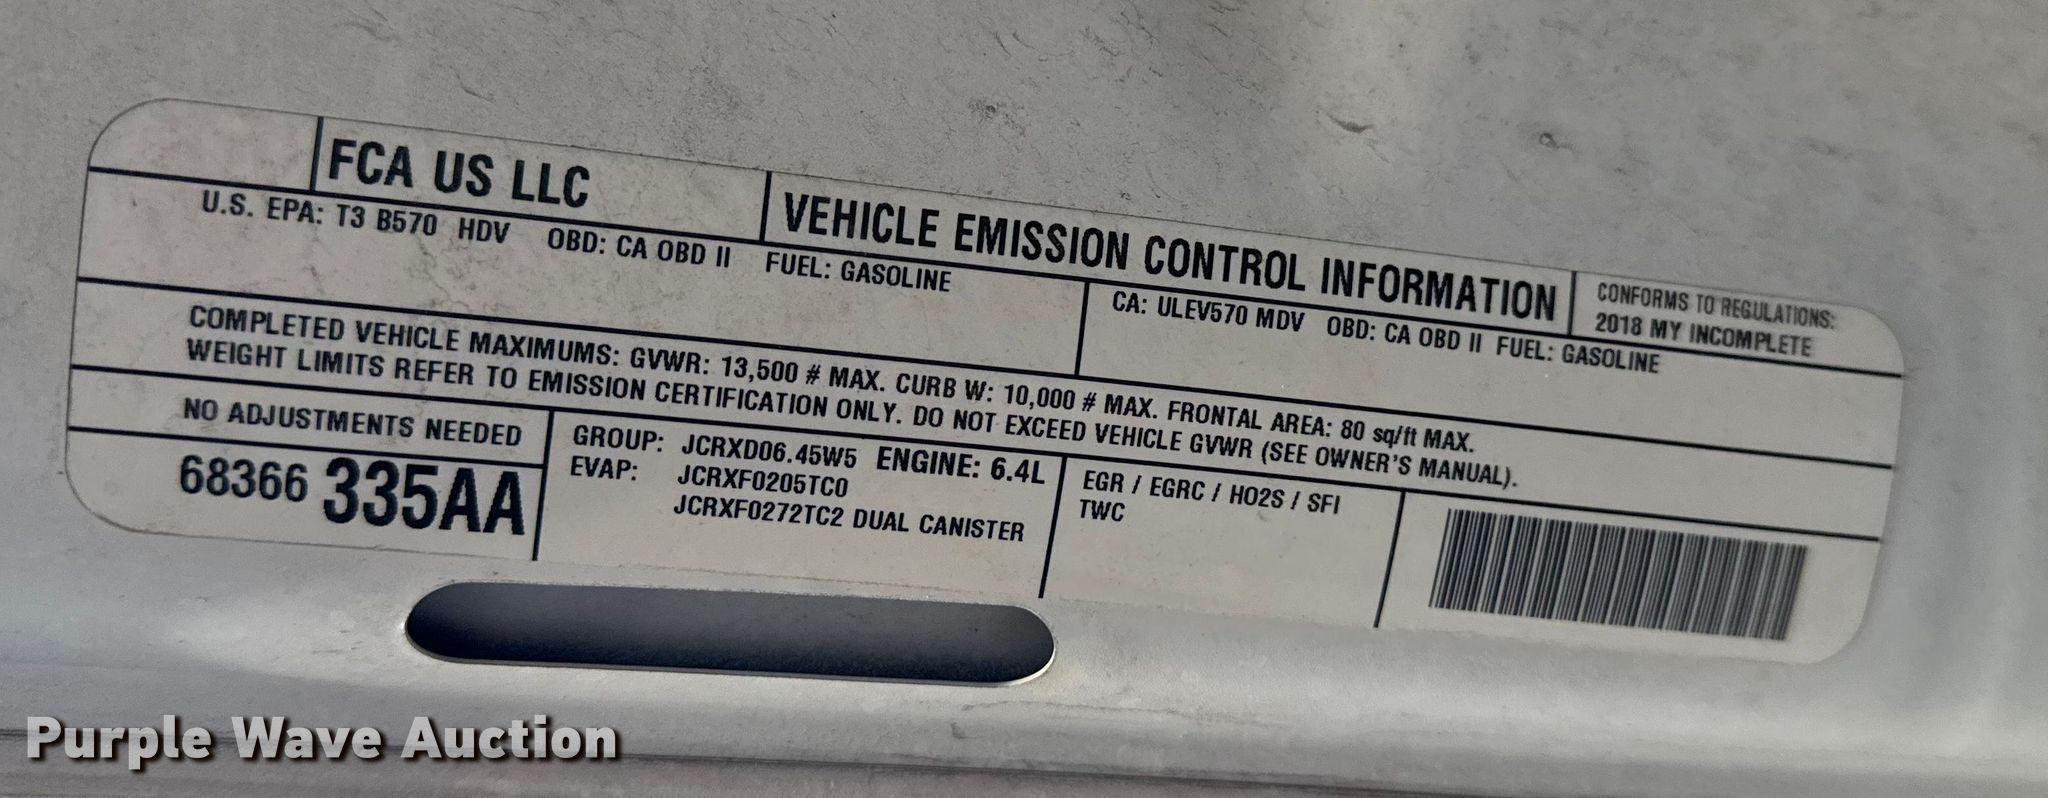 FCA US LLC
VEHICLE EMISSION CONTROL INFORMATION
CONFORMS TO REGULATIONS:
2018 MY INCOMPLETE
U.S. EPA: T3 B570 HDV OBD: CA OBD II FUEL: GASOLINE
CA: ULEV570 MDV OBD: CA OBD II FUEL: GASOLINE
COMPLETED VEHICLE MAXIMUMS: GVWR: 13,500 # MAX. CURB W: 10,000 # MAX. FRONTAL AREA: 80 sq/ft MAX.
WEIGHT LIMITS REFER TO EMISSION CERTIFICATION ONLY. DO NOT EXCEED VEHICLE GVWR (SEE OWNER'S MANUAL).
NO ADJUSTMENTS NEEDED
68366 335AA
GROUP: JCRXD06.45W5 ENGINE: 6.4L
EVAP: JCRXF0205TC0
JCRXF0272TC2 DUAL CANISTER
EGR / EGRC / HO2S / SFI
TWC
Purple Wave Auction